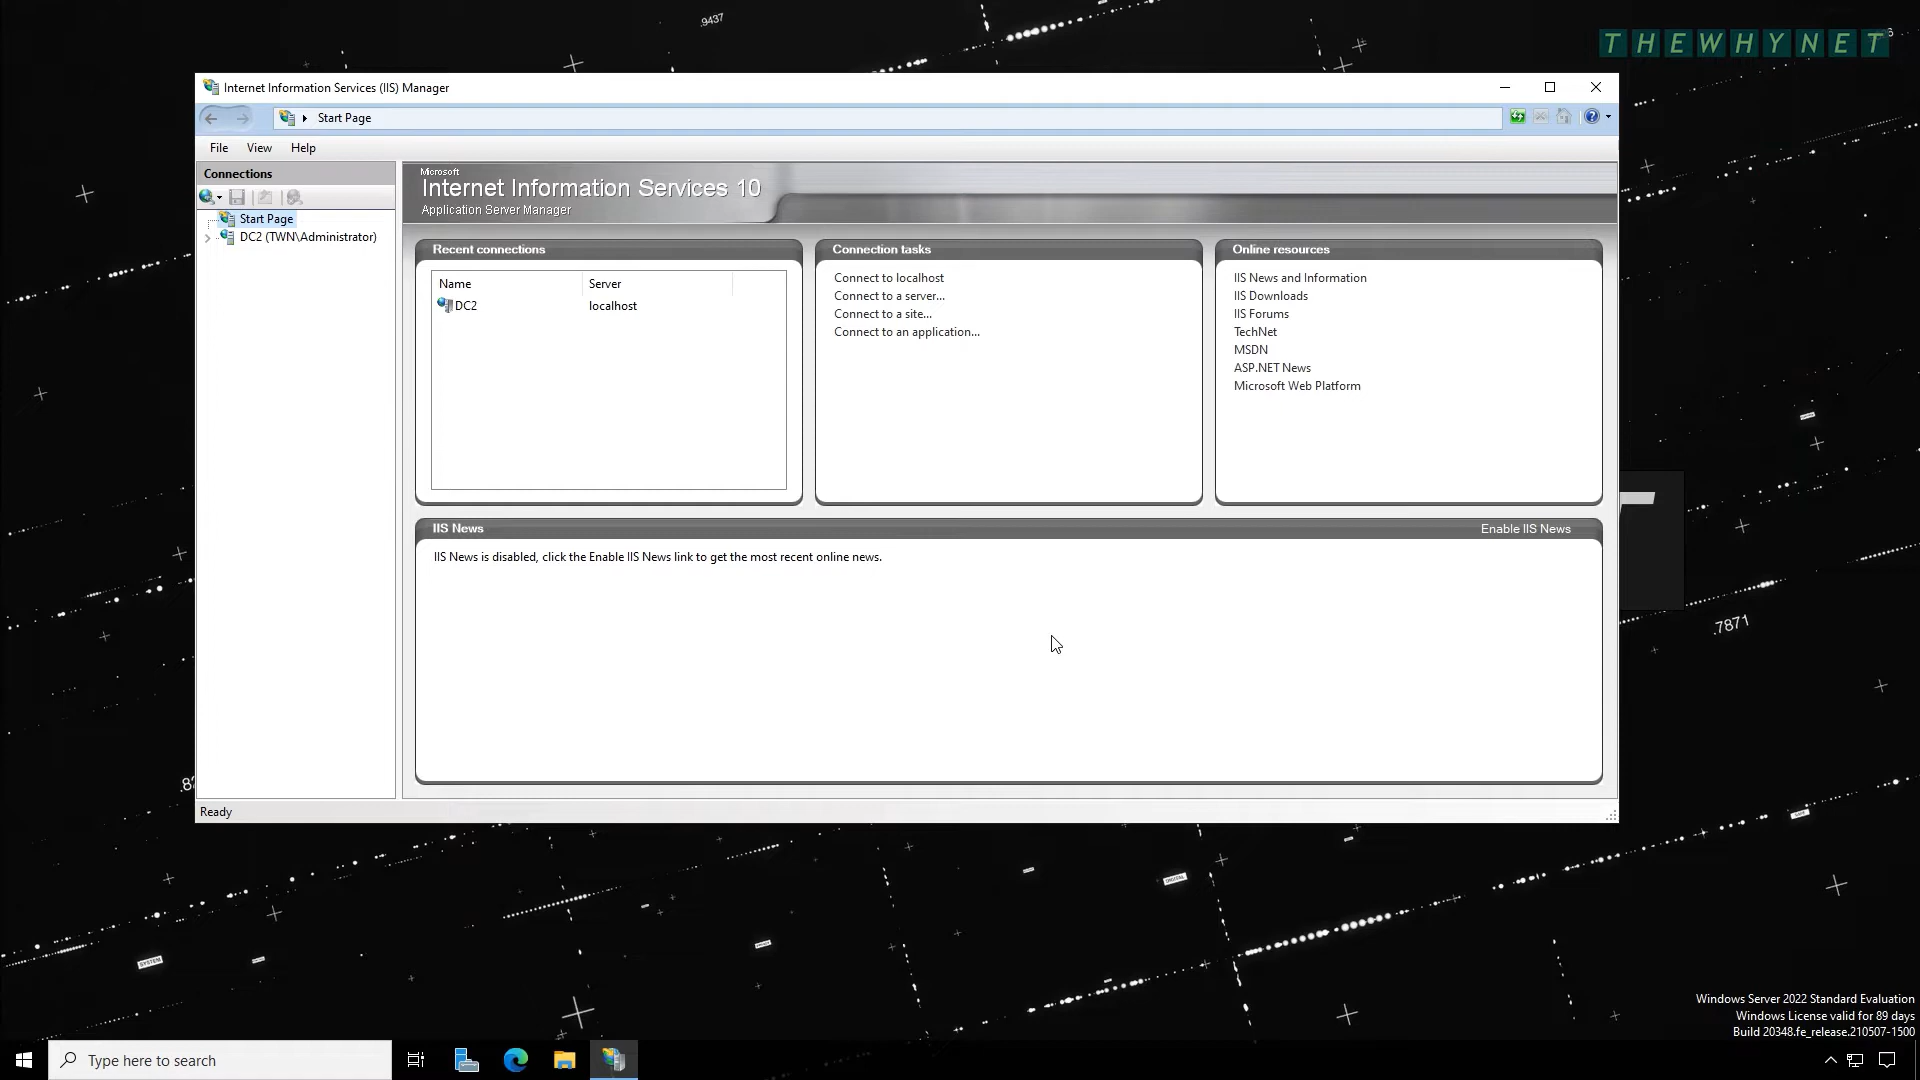 .9437
THEWHYNET
Internet Information Services (IIS) Manager
Start Page
File View Help
Connections
Start Page
DC2 (TWN\Administrator)
Microsoft
Internet Information Services 10
Application Server Manager
Recent connections
Name Server
DC2 localhost
Connection tasks
Connect to localhost
Connect to a server...
Connect to a site...
Connect to an application...
Online resources
IIS News and Information
IIS Downloads
IIS Forums
TechNet
MSDN
ASP.NET News
Microsoft Web Platform
IIS News
Enable IIS News
IIS News is disabled, click the Enable IIS News link to get the most recent online news.
.7871
Ready
DIGITAL
SYSTEM
Windows Server 2022 Standard Evaluation
Windows License valid for 89 days
Build 20348.fe_release.210507-1500
Type here to search